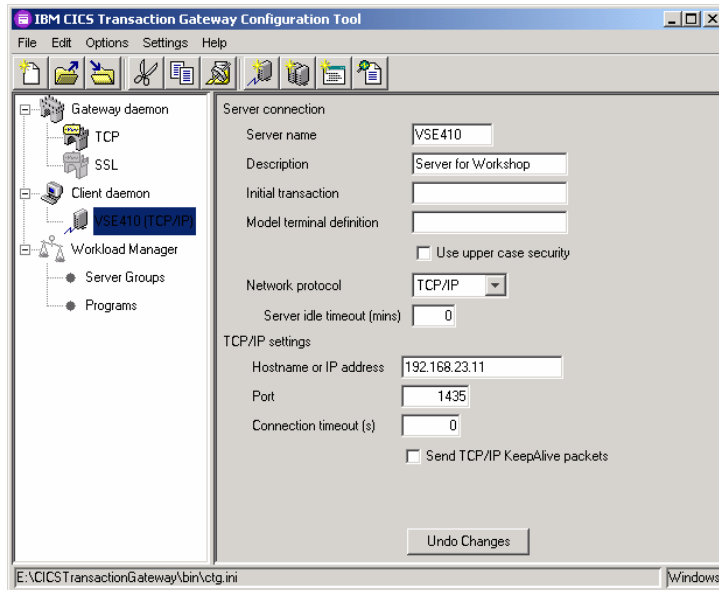 IBM CICS Transaction Gateway Configuration Tool
File Edit Options Settings Help
Gateway daemon
TCP
SSL
Client daemon
VSE410 (TCP/IP)
Workload Manager
Server Groups
Programs
Server connection
Server name VSE410
Description Server for Workshop
Initial transaction
Model terminal definition
Use upper case security
Network protocol TCP/IP
Server idle timeout (mins) 0
TCP/IP settings
Hostname or IP address 192.168.23.11
Port 1435
Connection timeout (s) 0
Send TCP/IP KeepAlive packets
Undo Changes
E:\CICSTransactionGateway\bin\ctg.ini Windows